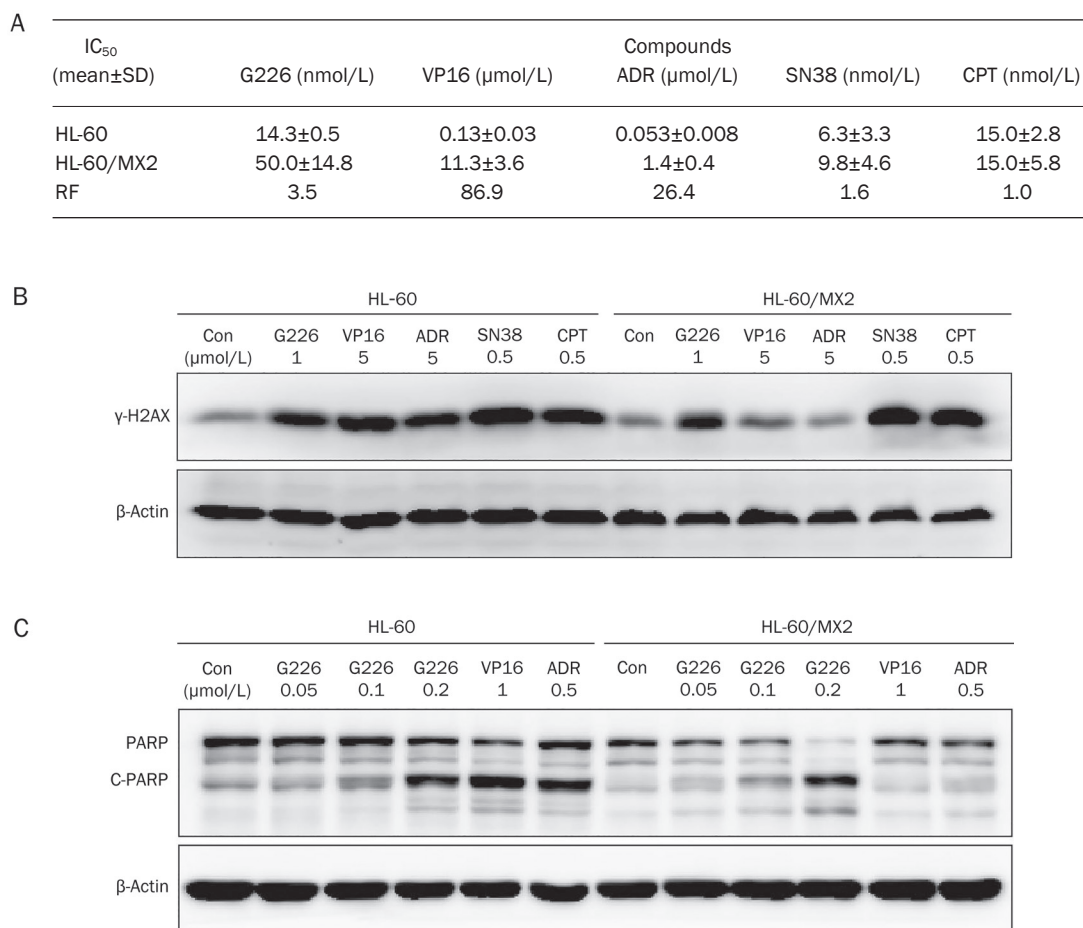 A
IC50 Compounds
(mean±SD) G226 (nmol/L) VP16 (µmol/L) ADR (µmol/L) SN38 (nmol/L) CPT (nmol/L)
HL-60 14.3±0.5 0.13±0.03 0.053±0.008 6.3±3.3 15.0±2.8
HL-60/MX2 50.0±14.8 11.3±3.6 1.4±0.4 9.8±4.6 15.0±5.8
RF 3.5 86.9 26.4 1.6 1.0
B
HL-60 HL-60/MX2
Con G226 VP16 ADR SN38 CPT Con G226 VP16 ADR SN38 CPT
(µmol/L) 1 5 5 0.5 0.5 1 5 5 0.5 0.5
γ-H2AX
β-Actin
C
HL-60 HL-60/MX2
Con G226 G226 G226 VP16 ADR Con G226 G226 G226 VP16 ADR
(µmol/L) 0.05 0.1 0.2 1 0.5 0.05 0.1 0.2 1 0.5
PARP
C-PARP
β-Actin